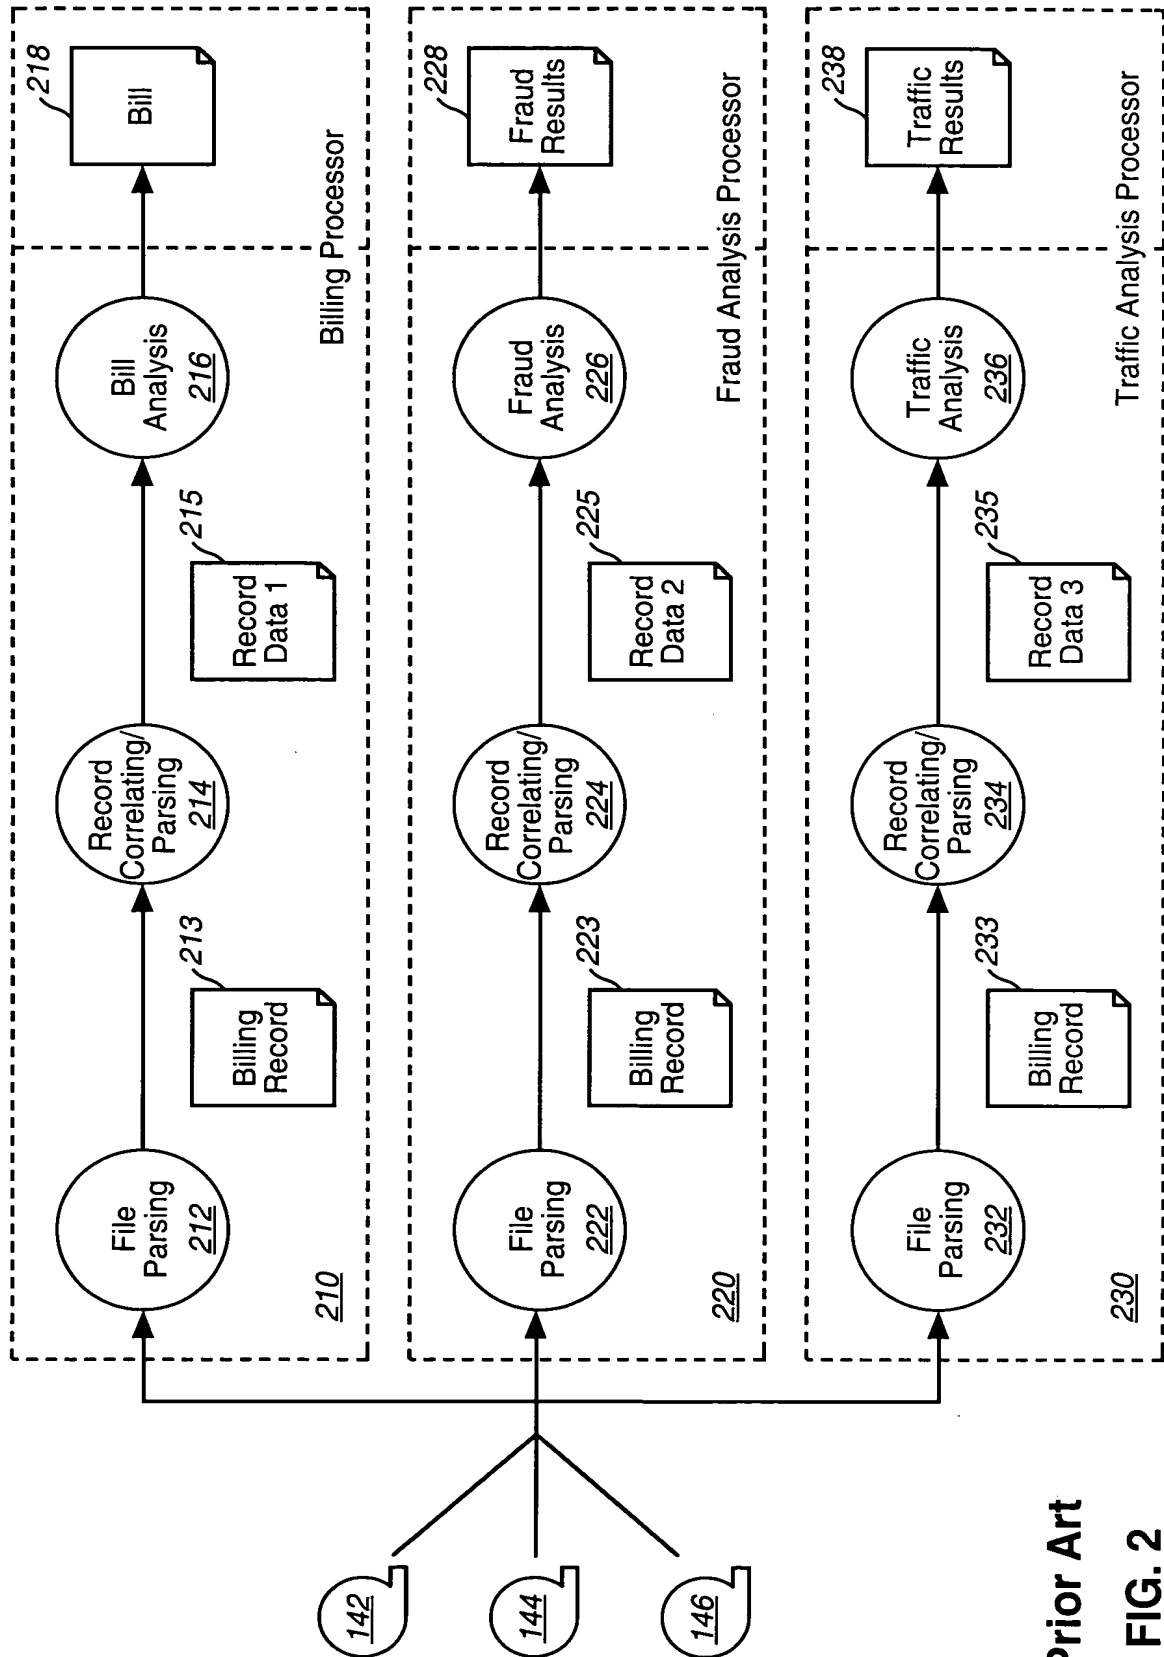 142
144
146
210
File
Parsing
212
Billing
Record
213
Record
Correlating/
Parsing
214
Record
Data 1
215
Bill
Analysis
216
Billing Processor
Bill
218
220
File
Parsing
222
Billing
Record
223
Record
Correlating/
Parsing
224
Record
Data 2
225
Fraud
Analysis
226
Fraud Analysis Processor
Fraud
Results
228
230
File
Parsing
232
Billing
Record
233
Record
Correlating/
Parsing
234
Record
Data 3
235
Traffic
Analysis
236
Traffic Analysis Processor
Traffic
Results
238
Prior Art
FIG. 2